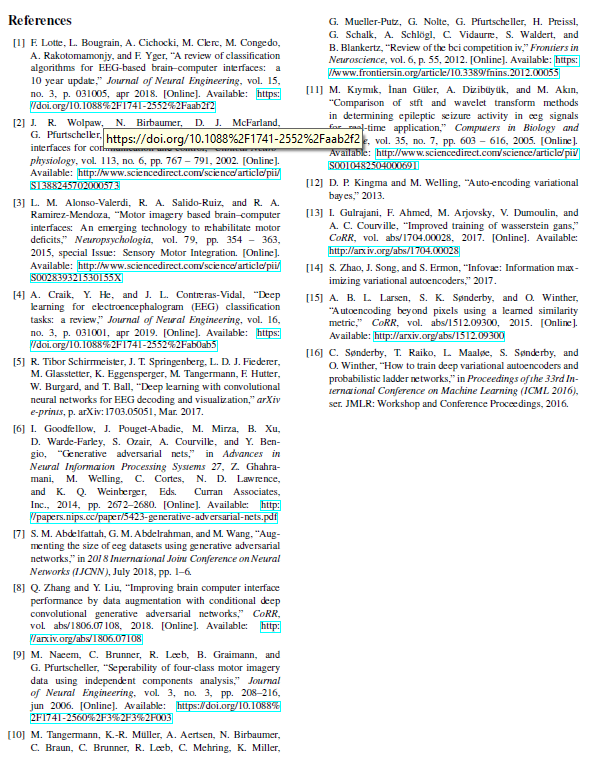 References
[1] F. Lotte, L. Bougrain, A. Cichocki, M. Clerc, M. Congedo,
A. Rakotomamonjy, and F. Yger, “A review of classification
algorithms for EEG-based brain–computer interfaces: a
10 year update,” Journal of Neural Engineering, vol. 15,
no. 3, p. 031005, apr 2018. [Online]. Available: https:
//doi.org/10.1088%2F1741-2552%2Faab2f2
[2] J. R. Wolpaw, N. Birbaumer, D. J. McFarland,
G. Pfurtscheller,
https://doi.org/10.1088%2F1741-2552%2Faab2f2
interfaces for
physiology, vol. 113, no. 6, pp. 767 – 791, 2002. [Online].
Available: http://www.sciencedirect.com/science/article/pii/
S1388245702000573
[3] L. M. Alonso-Valerdi, R. A. Salido-Ruiz, and R. A.
Ramirez-Mendoza, “Motor imagery based brain–computer
interfaces: An emerging technology to rehabilitate motor
deficits,” Neuropsychologia, vol. 79, pp. 354 – 363,
2015, special Issue: Sensory Motor Integration. [Online].
Available: http://www.sciencedirect.com/science/article/pii/
S002839321530155X
[4] A. Craik, Y. He, and J. L. Contreras-Vidal, “Deep
learning for electroencephalogram (EEG) classification
tasks: a review,” Journal of Neural Engineering, vol. 16,
no. 3, p. 031001, apr 2019. [Online]. Available: https:
//doi.org/10.1088%2F1741-2552%2Fab0ab5
[5] R. Tibor Schirrmeister, J. T. Springenberg, L. D. J. Fiederer,
M. Glasstetter, K. Eggensperger, M. Tangermann, F. Hutter,
W. Burgard, and T. Ball, “Deep learning with convolutional
neural networks for EEG decoding and visualization,” arXiv
e-prints, p. arXiv:1703.05051, Mar. 2017.
[6] I. Goodfellow, J. Pouget-Abadie, M. Mirza, B. Xu,
D. Warde-Farley, S. Ozair, A. Courville, and Y. Ben-
gio, “Generative adversarial nets,” in Advances in
Neural Information Processing Systems 27, Z. Ghahra-
mani, M. Welling, C. Cortes, N. D. Lawrence,
and K. Q. Weinberger, Eds. Curran Associates,
Inc., 2014, pp. 2672–2680. [Online]. Available: http:
//papers.nips.cc/paper/5423-generative-adversarial-nets.pdf
[7] S. M. Abdelfattah, G. M. Abdelrahman, and M. Wang, “Aug-
menting the size of eeg datasets using generative adversarial
networks,” in 2018 International Joint Conference on Neural
Networks (IJCNN), July 2018, pp. 1–6.
[8] Q. Zhang and Y. Liu, “Improving brain computer interface
performance by data augmentation with conditional deep
convolutional generative adversarial networks,” CoRR,
vol. abs/1806.07108, 2018. [Online]. Available: http:
//arxiv.org/abs/1806.07108
[9] M. Naeem, C. Brunner, R. Leeb, B. Graimann, and
G. Pfurtscheller, “Seperability of four-class motor imagery
data using independent components analysis,” Journal
of Neural Engineering, vol. 3, no. 3, pp. 208–216,
jun 2006. [Online]. Available: https://doi.org/10.1088%
2F1741-2560%2F3%2F3%2F003
[10] M. Tangermann, K.-R. Müller, A. Aertsen, N. Birbaumer,
C. Braun, C. Brunner, R. Leeb, C. Mehring, K. Miller,
G. Mueller-Putz, G. Nolte, G. Pfurtscheller, H. Preissl,
G. Schalk, A. Schlögl, C. Vidaurre, S. Waldert, and
B. Blankertz, “Review of the bci competition iv,” Frontiers in
Neuroscience, vol. 6, p. 55, 2012. [Online]. Available: https:
//www.frontiersin.org/article/10.3389/fnins.2012.00055
[11] M. Kıymık, İnan Güler, A. Dizibüyük, and M. Akın,
“Comparison of stft and wavelet transform methods
in determining epileptic seizure activity in eeg signals
for real-time application,” Computers in Biology and
vol. 35, no. 7, pp. 603 – 616, 2005. [Online].
Available: http://www.sciencedirect.com/science/article/pii/
S0010482504000691
[12] D. P. Kingma and M. Welling, “Auto-encoding variational
bayes,” 2013.
[13] I. Gulrajani, F. Ahmed, M. Arjovsky, V. Dumoulin, and
A. C. Courville, “Improved training of wasserstein gans,”
CoRR, vol. abs/1704.00028, 2017. [Online]. Available:
http://arxiv.org/abs/1704.00028
[14] S. Zhao, J. Song, and S. Ermon, “Infovae: Information max-
imizing variational autoencoders,” 2017.
[15] A. B. L. Larsen, S. K. Sønderby, and O. Winther,
“Autoencoding beyond pixels using a learned similarity
metric,” CoRR, vol. abs/1512.09300, 2015. [Online].
Available: http://arxiv.org/abs/1512.09300
[16] C. Sønderby, T. Raiko, L. Maaløe, S. Sønderby, and
O. Winther, “How to train deep variational autoencoders and
probabilistic ladder networks,” in Proceedings of the 33rd In-
ternational Conference on Machine Learning (ICML 2016),
ser. JMLR: Workshop and Conference Proceedings, 2016.